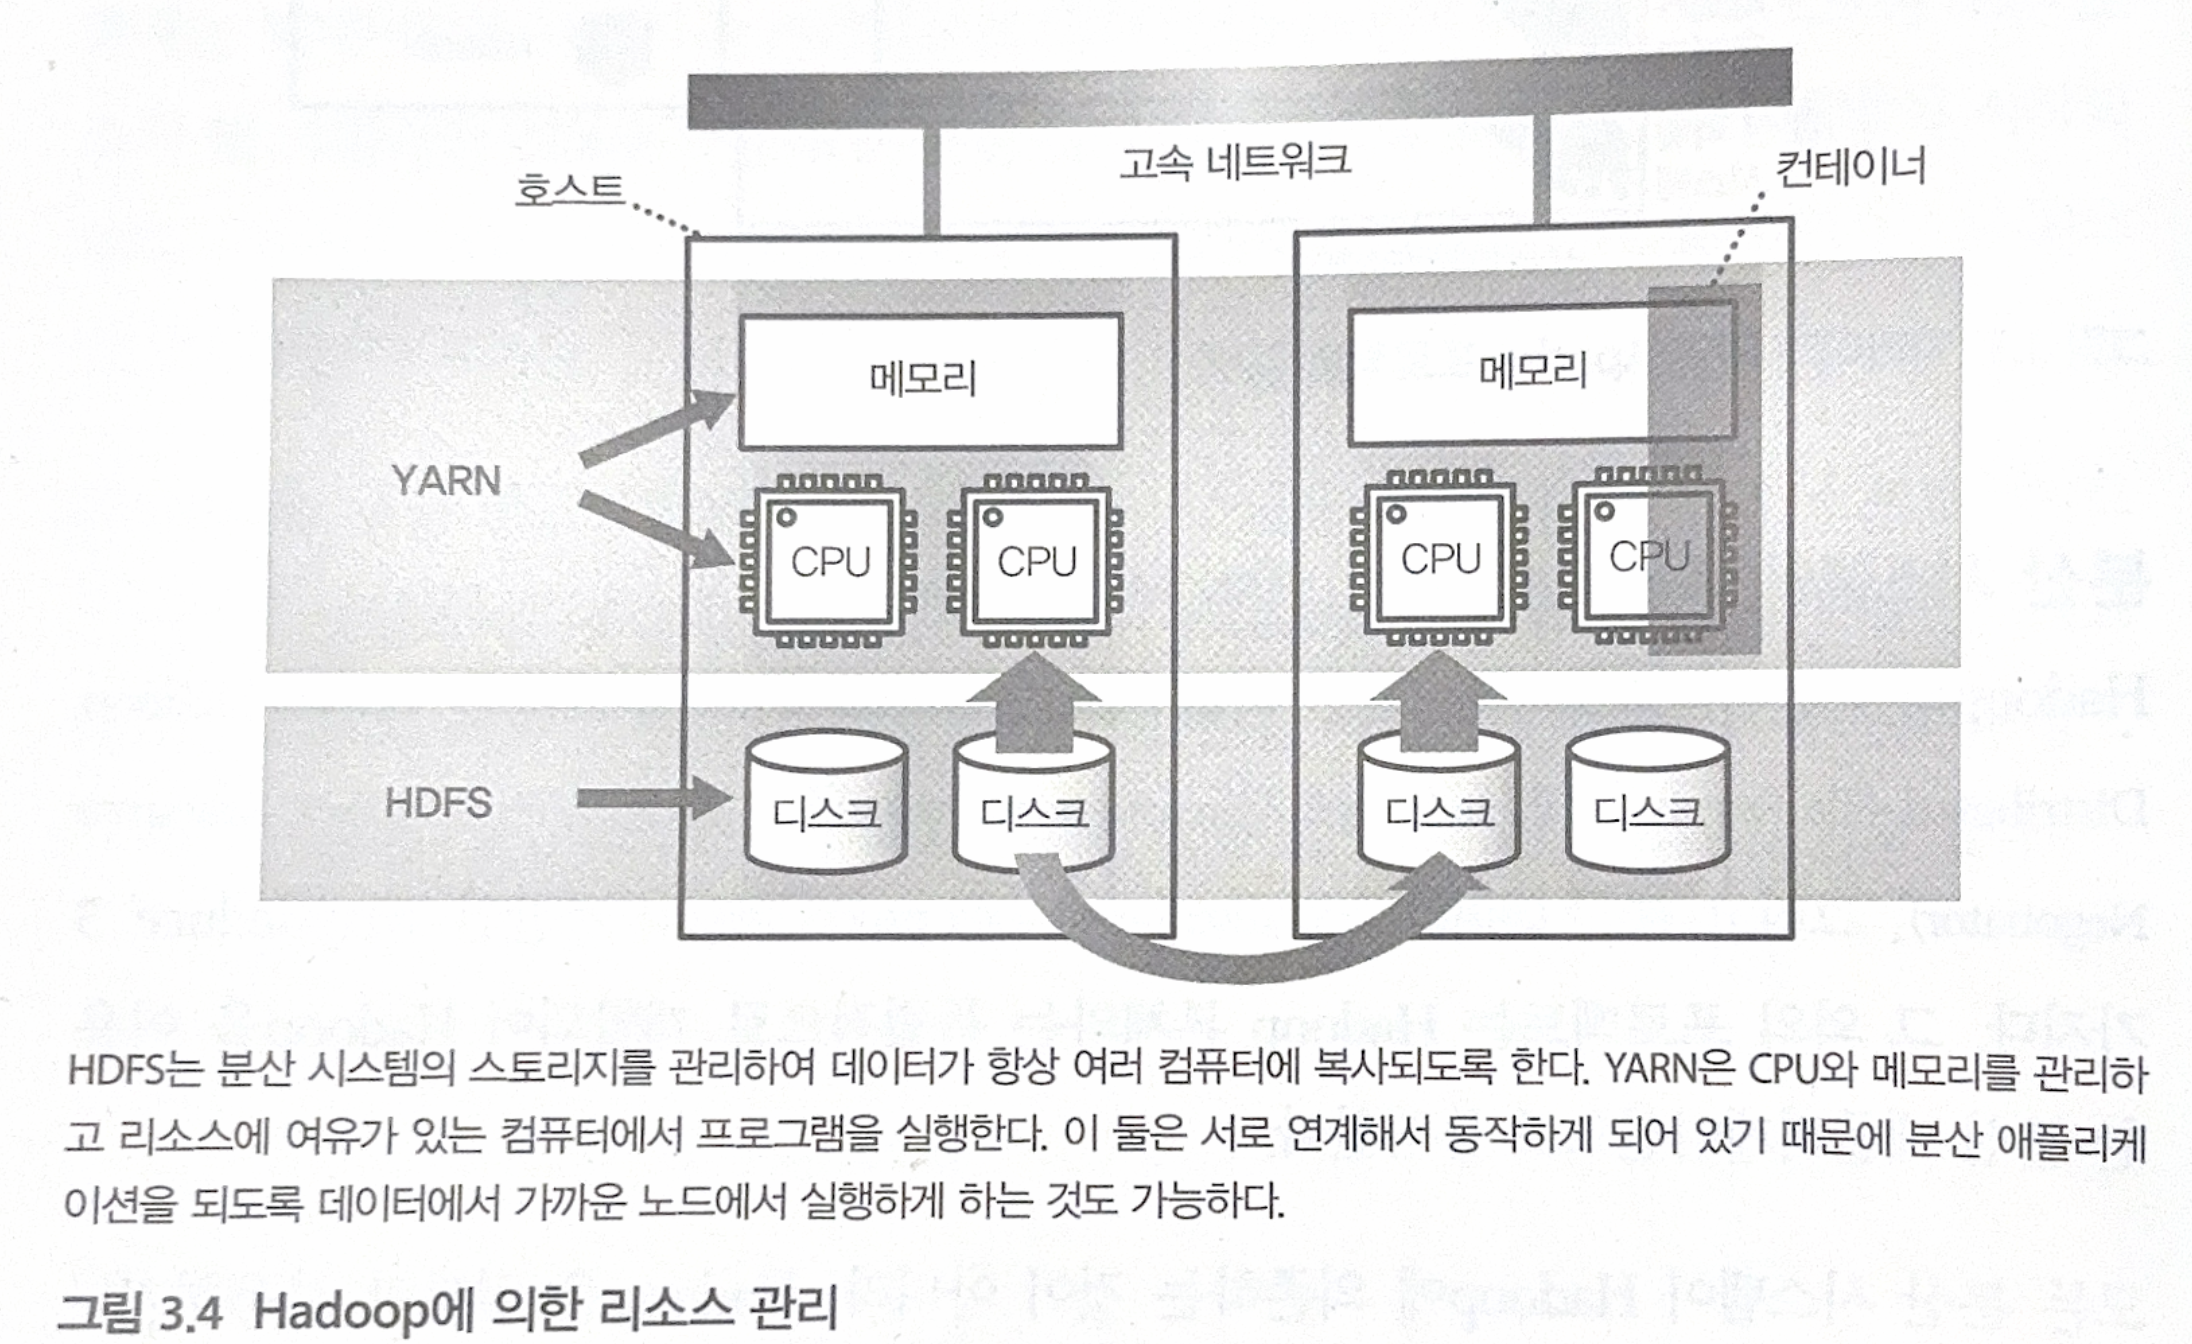 고속 네트워크
호스트
컨테이너
메모리
메모리
YARN
CPU
CPU
CPU
CPU
HDFS
디스크
디스크
디스크
디스크
HDFS는 분산 시스템의 스토리지를 관리하여 데이터가 항상 여러 컴퓨터에 복사되도록 한다. YARN은 CPU와 메모리를 관리하
고 리소스에 여유가 있는 컴퓨터에서 프로그램을 실행한다. 이 둘은 서로 연계해서 동작하게 되어 있기 때문에 분산 애플리케
이션을 되도록 데이터에서 가까운 노드에서 실행하게 하는 것도 가능하다.
그림 3.4 Hadoop에 의한 리소스 관리